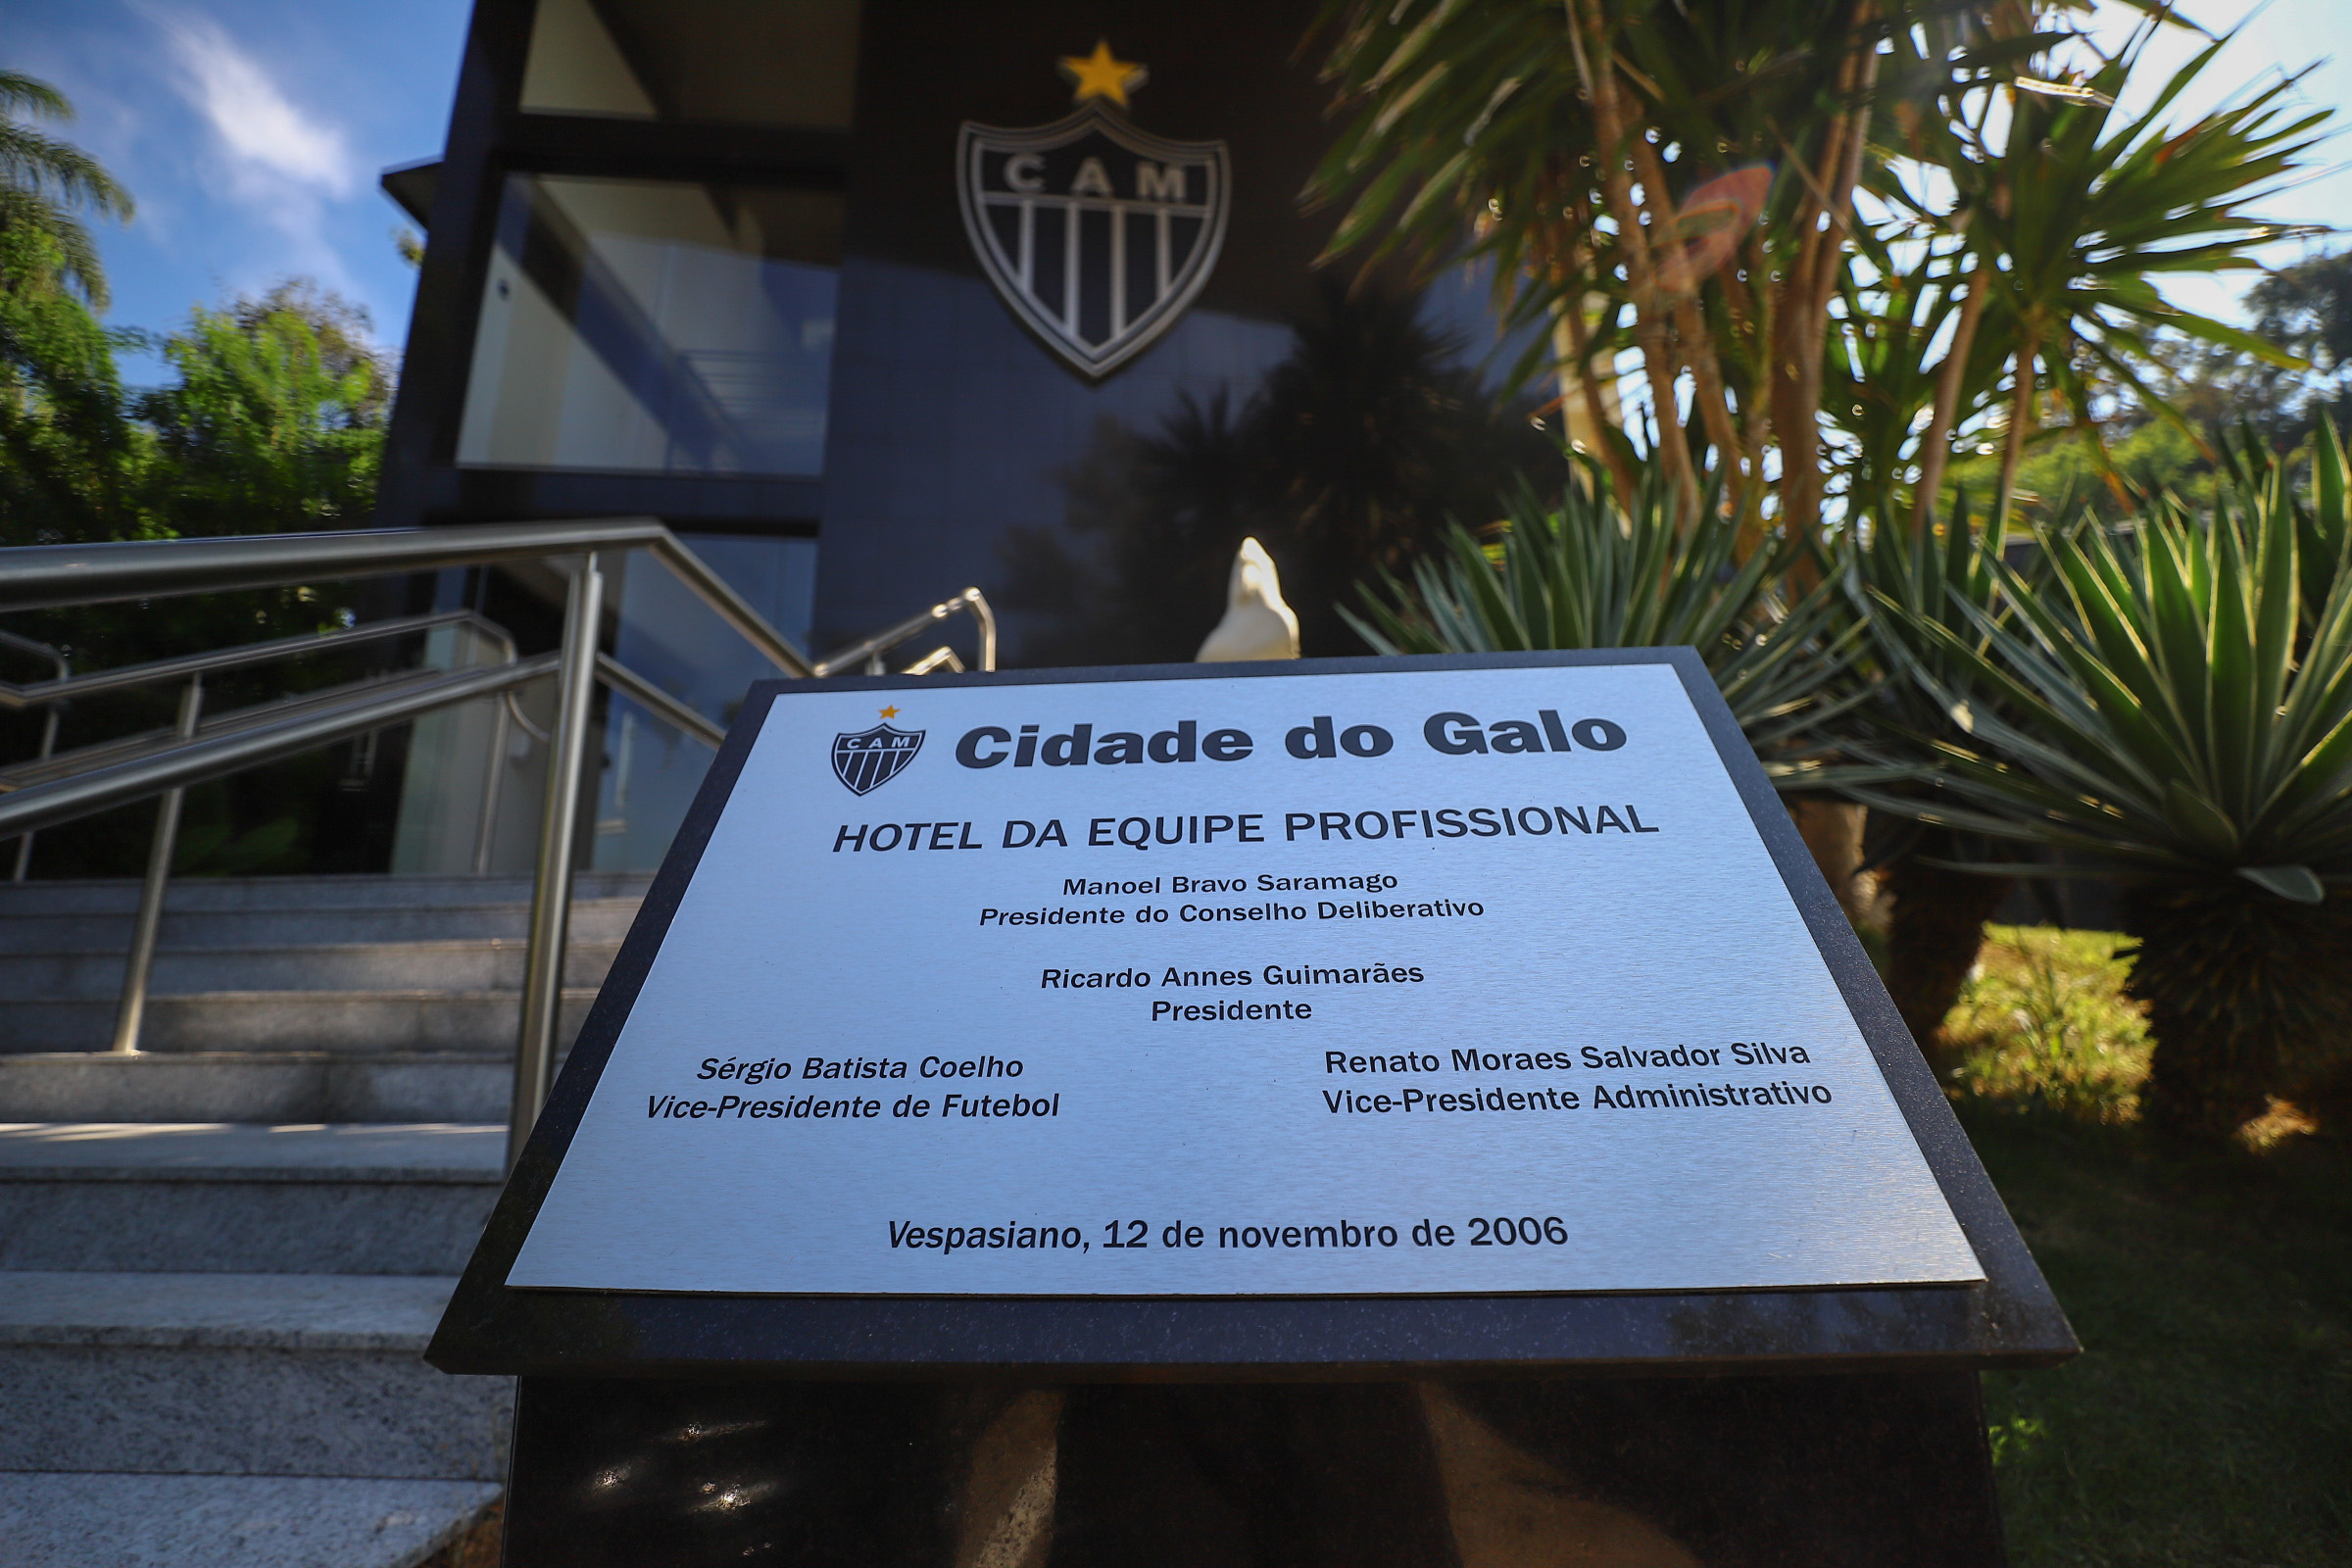 CAM
CAM
Cidade do Galo
HOTEL DA EQUIPE PROFISSIONAL
Manoel Bravo Saramago
Presidente do Conselho Deliberativo
Ricardo Annes Guimarães
Presidente
Sérgio Batista Coelho
Vice-Presidente de Futebol
Renato Moraes Salvador Silva
Vice-Presidente Administrativo
Vespasiano, 12 de novembro de 2006